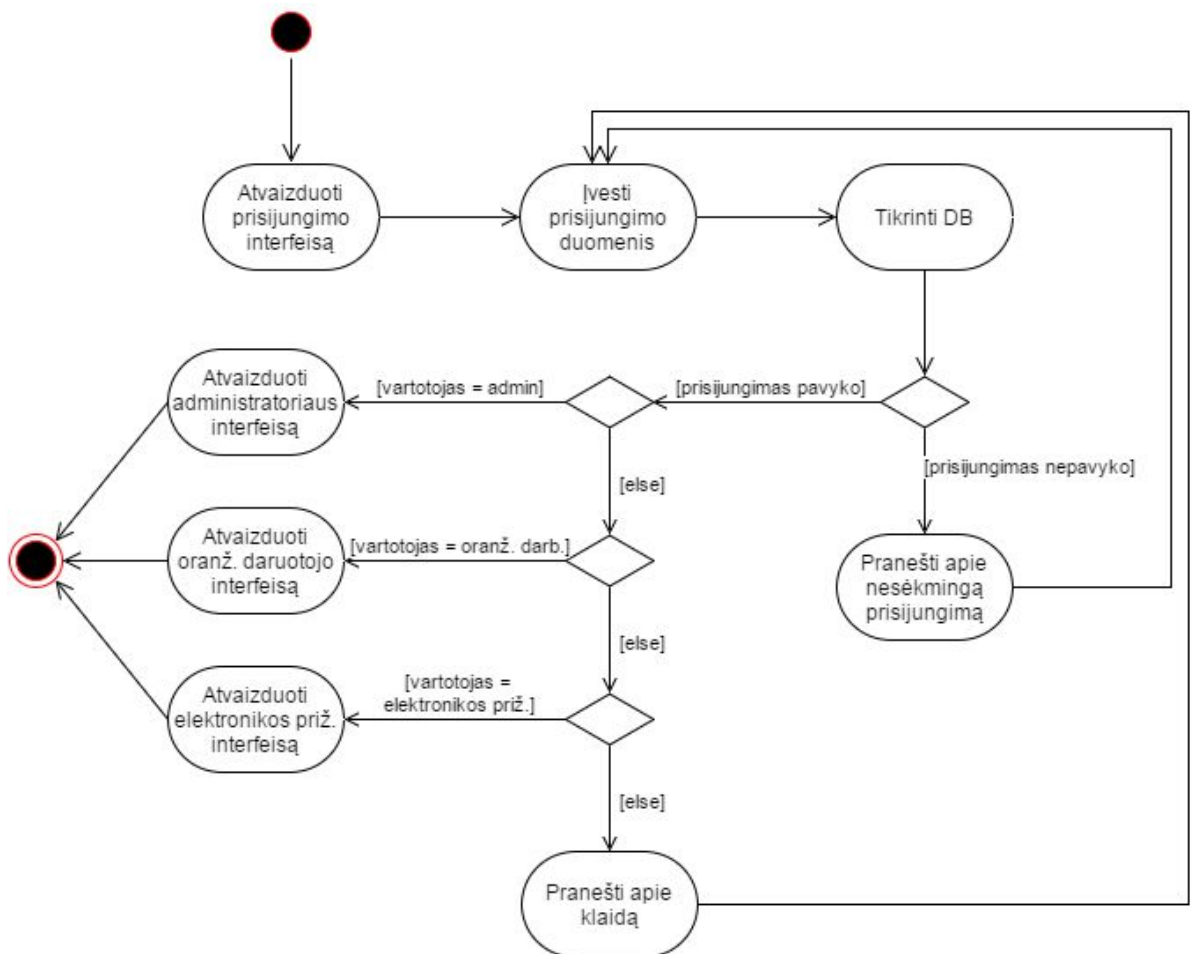 Atvaizduoti
prisijungimo
interfeisą
Įvesti
prisijungimo
duomenis
Tikrinti DB
Atvaizduoti
administratoriaus
interfeisą
[vartotojas = admin]
[prisijungimas pavyko]
[prisijungimas nepavyko]
[else]
Atvaizduoti
oranž. daruotojo
interfeisą
[vartotojas = oranž. darb.]
Pranešti apie
nesėkmingą
prisijungimą
[else]
Atvaizduoti
elektronikos priž.
interfeisą
[vartotojas =
elektronikos priž.]
[else]
Pranešti apie
klaidą